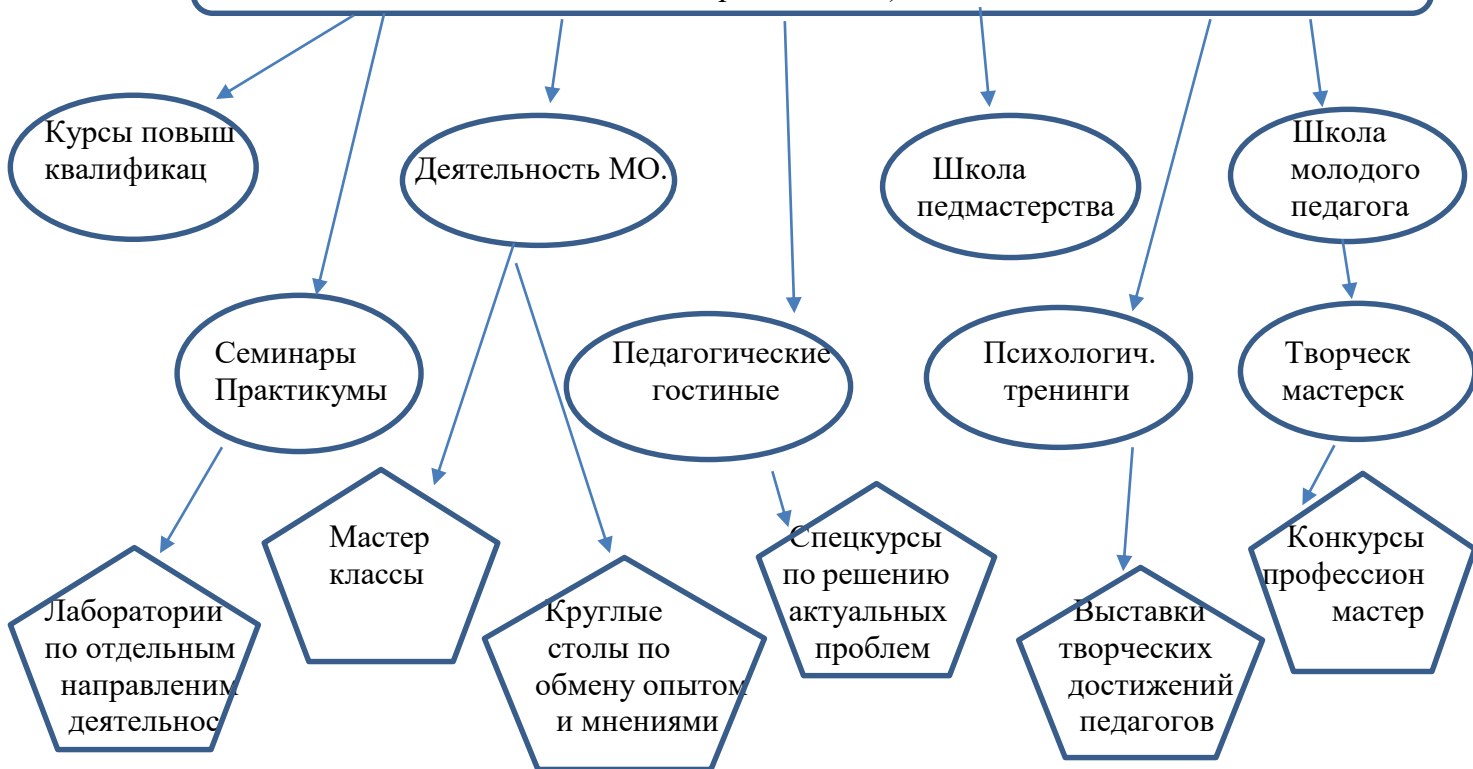 Курсы повыш
квалификац
Деятельность МО.
Школа
педмастерства
Школа
молодого
педагога
Семинары
Практикумы
Педагогические
гостиные
Психологич.
тренинги
Творческ
мастерск
Лаборатории
по отдельным
направленим
деятельнос
Мастер
классы
Круглые
столы по
обмену опытом
и мнениями
Спецкурсы
по решению
актуальных
проблем
Выставки
творческих
достижений
педагогов
Конкурсы
профессион
мастер